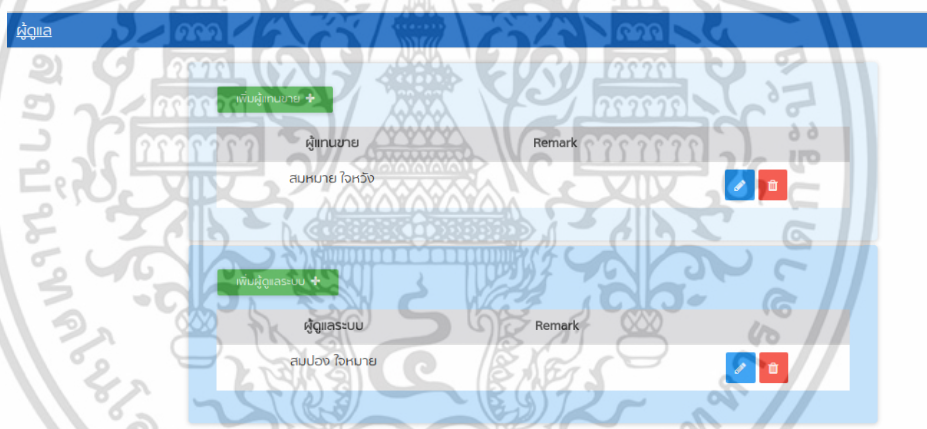 ผู้ดูแล
เพิ่มผู้แทนขาย +
ผู้แทนขาย Remark
สมหมาย ใจหวัง
เพิ่มผู้ดูแลระบบ +
ผู้ดูแลระบบ Remark
สมปอง ใจหมาย